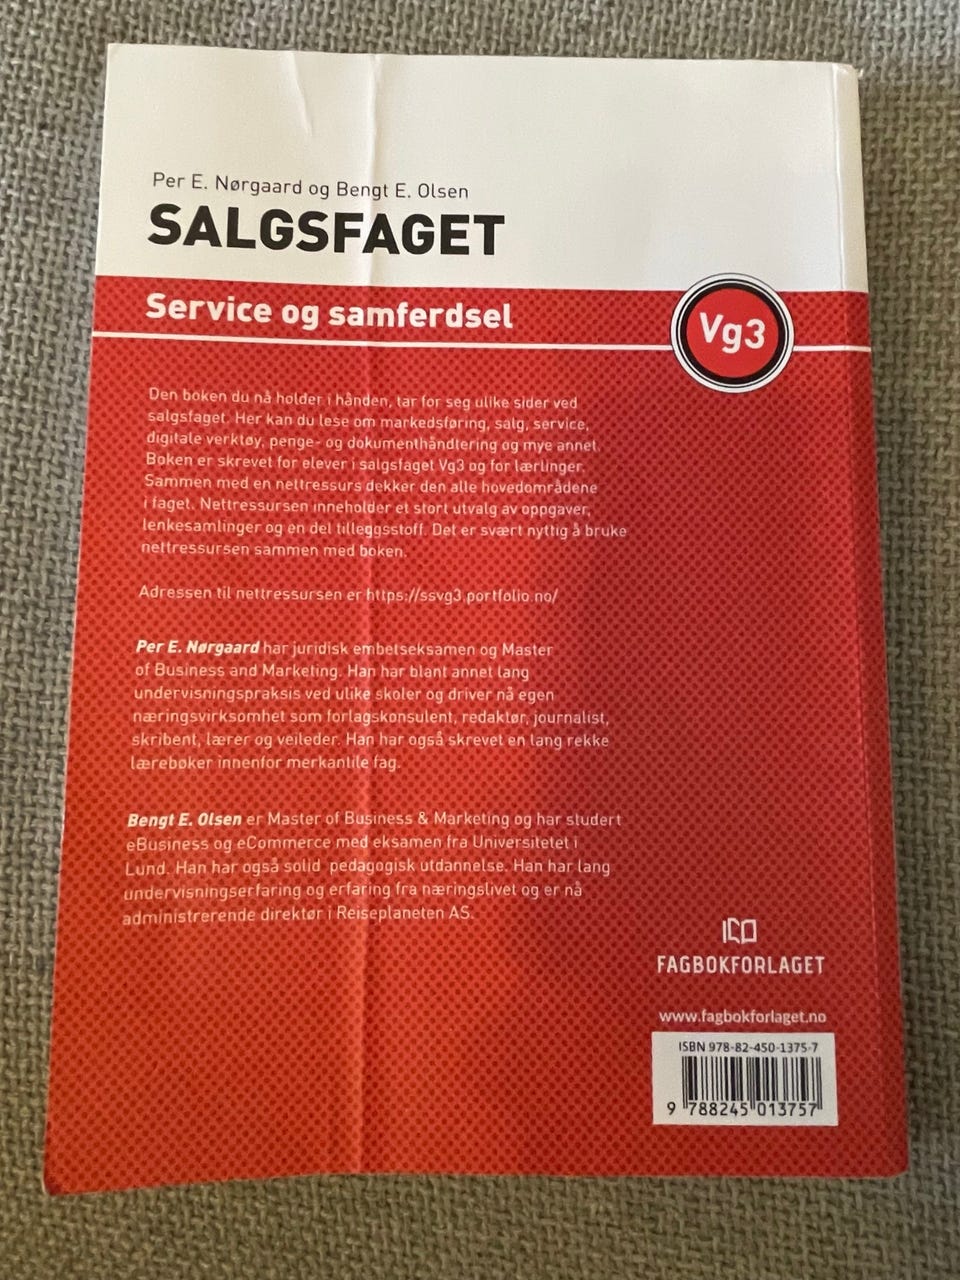 Per E. Nørgaard og Bengt E. Olsen
SALGSFAGET
Service og samferdsel
Vg3
Den boken du nå holder i hånden, tar for seg ulike sider ved
salgsfaget. Her kan du lese om markedsføring, salg, service,
digitale verktøy, penge- og dokumenthåndtering og mye annet.
Boken er skrevet for elever i salgsfaget Vg3 og for lærlinger.
Sammen med en nettressurs dekker den alle hovedområdene
i faget. Nettressursen inneholder et stort utvalg av oppgaver,
lenkesamlinger og en del tilleggsstoff. Det er svært nyttig å bruke
nettressursen sammen med boken.
Adressen til nettressursen er https://ssvg3.portfolio.no/
Per E. Nørgaard har juridisk embetseksamen og Master
of Business and Marketing. Han har blant annet lang
undervisningspraksis ved ulike skoler og driver nå egen
næringsvirksomhet som forlagskonsulent, redaktør, journalist,
skribent, lærer og veileder. Han har også skrevet en lang rekke
lærebøker innenfor merkantile fag.
Bengt E. Olsen er Master of Business & Marketing og har studert
eBusiness og eCommerce med eksamen fra Universitetet i
Lund. Han har også solid pedagogisk utdannelse. Han har lang
undervisningserfaring og erfaring fra næringslivet og er nå
administrerende direktør i Reiseplaneten AS.
FAGBOKFORLAGET
www.fagbokforlaget.no
ISBN 978-82-450-1375-7
9 788245 013757